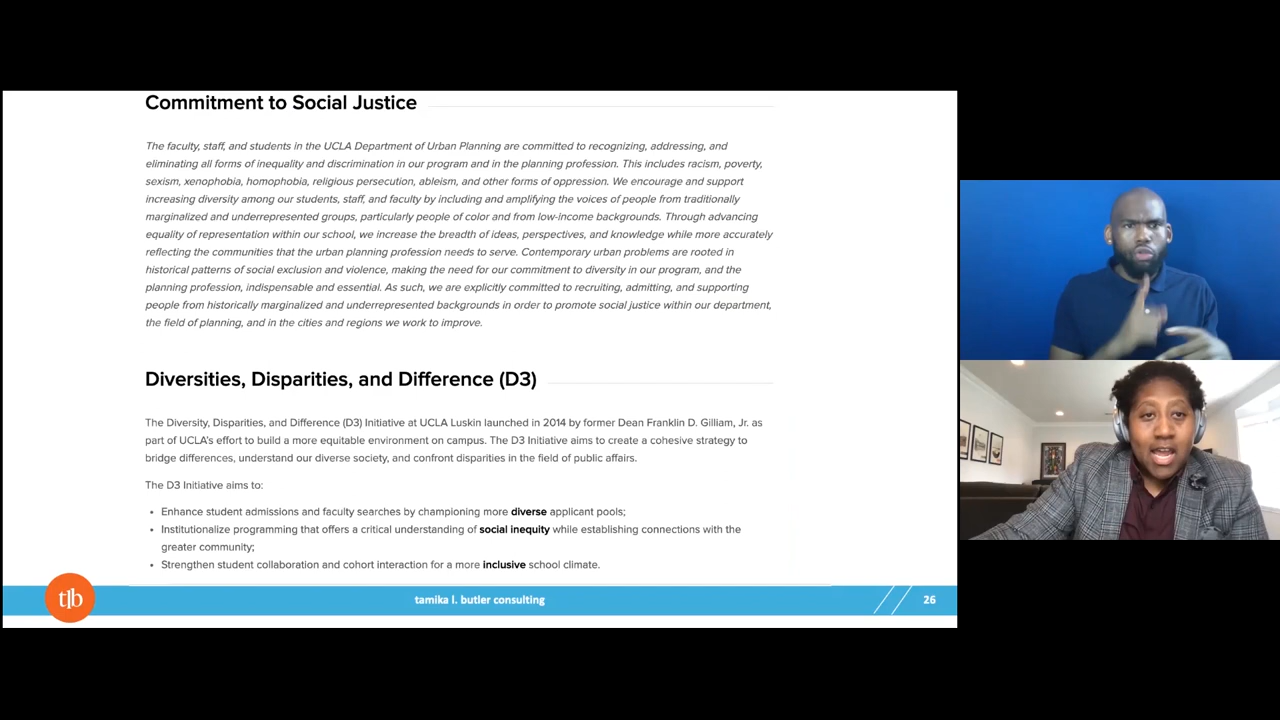 Commitment to Social Justice
The faculty, staff, and students in the UCLA Department of Urban Planning are committed to recognizing, addressing, and
eliminating all forms of inequality and discrimination in our program and in the planning profession. This includes racism, poverty,
sexism, xenophobia, homophobia, religious persecution, ableism, and other forms of oppression. We encourage and support
increasing diversity among our students, staff, and faculty by including and amplifying the voices of people from traditionally
marginalized and underrepresented groups, particularly people of color and from low-income backgrounds. Through advancing
equality of representation within our school, we increase the breadth of ideas, perspectives, and knowledge while more accurately
reflecting the communities that the urban planning profession needs to serve. Contemporary urban problems are rooted in
historical patterns of social exclusion and violence, making the need for our commitment to diversity in our program, and the
planning profession, indispensable and essential. As such, we are explicitly committed to recruiting, admitting, and supporting
people from historically marginalized and underrepresented backgrounds in order to promote social justice within our department,
the field of planning, and in the cities and regions we work to improve.
Diversities, Disparities, and Difference (D3)
The Diversity, Disparities, and Difference (D3) Initiative at UCLA Luskin launched in 2014 by former Dean Franklin D. Gilliam, Jr. as
part of UCLA's effort to build a more equitable environment on campus. The D3 Initiative aims to create a cohesive strategy to
bridge differences, understand our diverse society, and confront disparities in the field of public affairs.
The D3 Initiative aims to:
• Enhance student admissions and faculty searches by championing more diverse applicant pools;
• Institutionalize programming that offers a critical understanding of social inequity while establishing connections with the
greater community;
• Strengthen student collaboration and cohort interaction for a more inclusive school climate.
tlb
tamika l. butler consulting
26